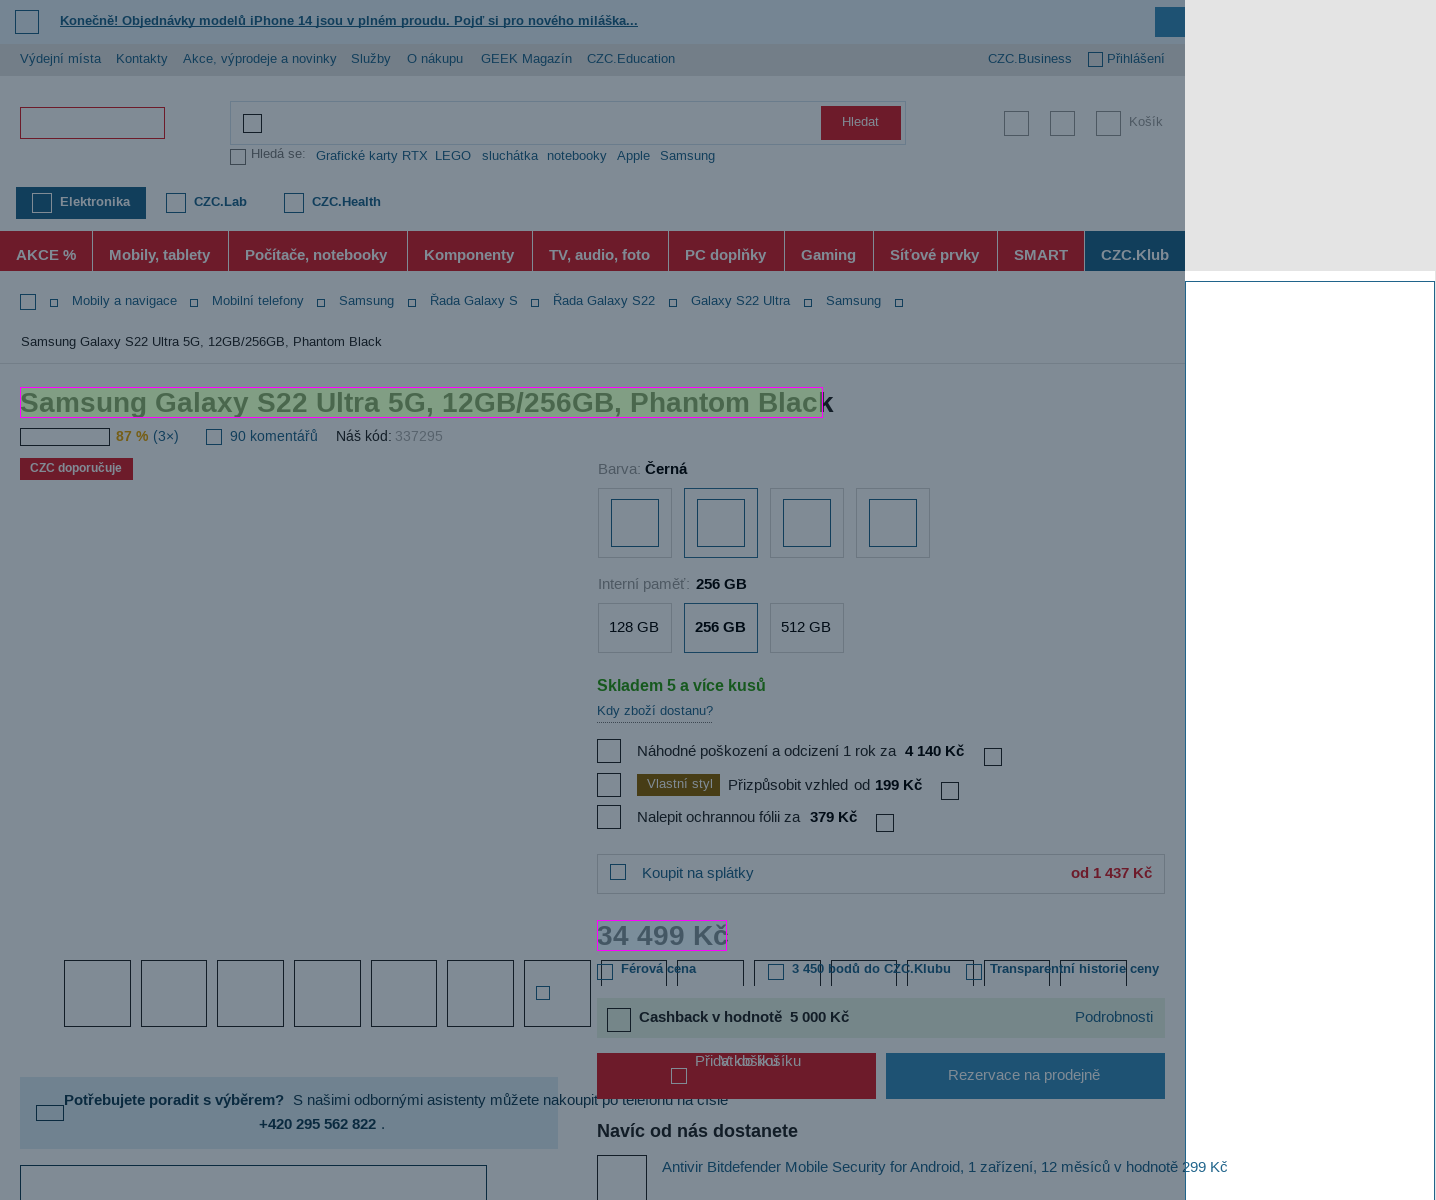 Konečně! Objednávky modelů iPhone 14 jsou v plném proudu. Pojď si pro nového miláška...
Výdejní místa Kontakty Akce, výprodeje a novinky Služby O nákupu GEEK Magazín CZC.Education CZC.Business Přihlášení
Hledat
Košík
Hledá se: Grafické karty RTX LEGO sluchátka notebooky Apple Samsung
Elektronika CZC.Lab CZC.Health
AKCE % Mobily, tablety Počítače, notebooky Komponenty TV, audio, foto PC doplňky Gaming Síťové prvky SMART CZC.Klub
Mobily a navigace Mobilní telefony Samsung Řada Galaxy S Řada Galaxy S22 Galaxy S22 Ultra Samsung
Samsung Galaxy S22 Ultra 5G, 12GB/256GB, Phantom Black
Samsung Galaxy S22 Ultra 5G, 12GB/256GB, Phantom Black
87 % (3×) 90 komentářů Náš kód: 337295
CZC doporučuje
Barva: Černá
Interní paměť: 256 GB
128 GB 256 GB 512 GB
Skladem 5 a více kusů
Kdy zboží dostanu?
Náhodné poškození a odcizení 1 rok za 4 140 Kč
Vlastní styl Přizpůsobit vzhled od 199 Kč
Nalepit ochrannou fólii za 379 Kč
Koupit na splátky od 1 437 Kč
34 499 Kč
Férová cena 3 450 bodů do CZC.Klubu Transparentní historie ceny
Cashback v hodnotě 5 000 Kč Podrobnosti
Přidat do košíku
V košíku
Rezervace na prodejně
Potřebujete poradit s výběrem? S našimi odbornými asistenty můžete nakoupit po telefonu na čísle
+420 295 562 822 .
Navíc od nás dostanete
Antivir Bitdefender Mobile Security for Android, 1 zařízení, 12 měsíců v hodnotě 299 Kč